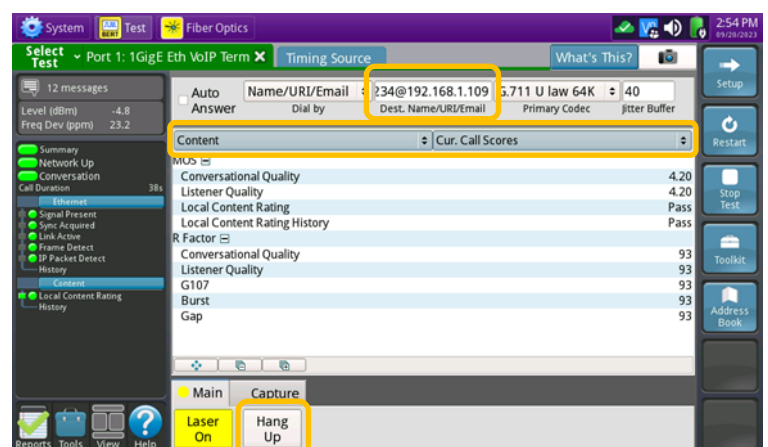 System Test Fiber Optics 2:54 PM
BERT 09/20/2023
Select Test Port 1: 1GigE Eth VoIP Term Timing Source What's This?
12 messages
Level (dBm) -4.8
Freq Dev (ppm) 23.2
Summary
Network Up
Conversation
Call Duration 38s
Ethernet
Signal Present
Sync Acquired
Link Active
Frame Detect
IP Packet Detect
History
Content
Local Content Rating
History
Reports Tools View Help
Auto Answer
Name/URI/Email 234@192.168.1.109 .711 U law 64K 40
Dial by Dest. Name/URI/Email Primary Codec Jitter Buffer
Content Cur. Call Scores
MOS
Conversational Quality 4.20
Listener Quality 4.20
Local Content Rating Pass
Local Content Rating History Pass
R Factor
Conversational Quality 93
Listener Quality 93
G107 93
Burst 93
Gap 93
Main Capture
Laser On
Hang Up
Setup
Restart
Stop Test
Toolkit
Address Book